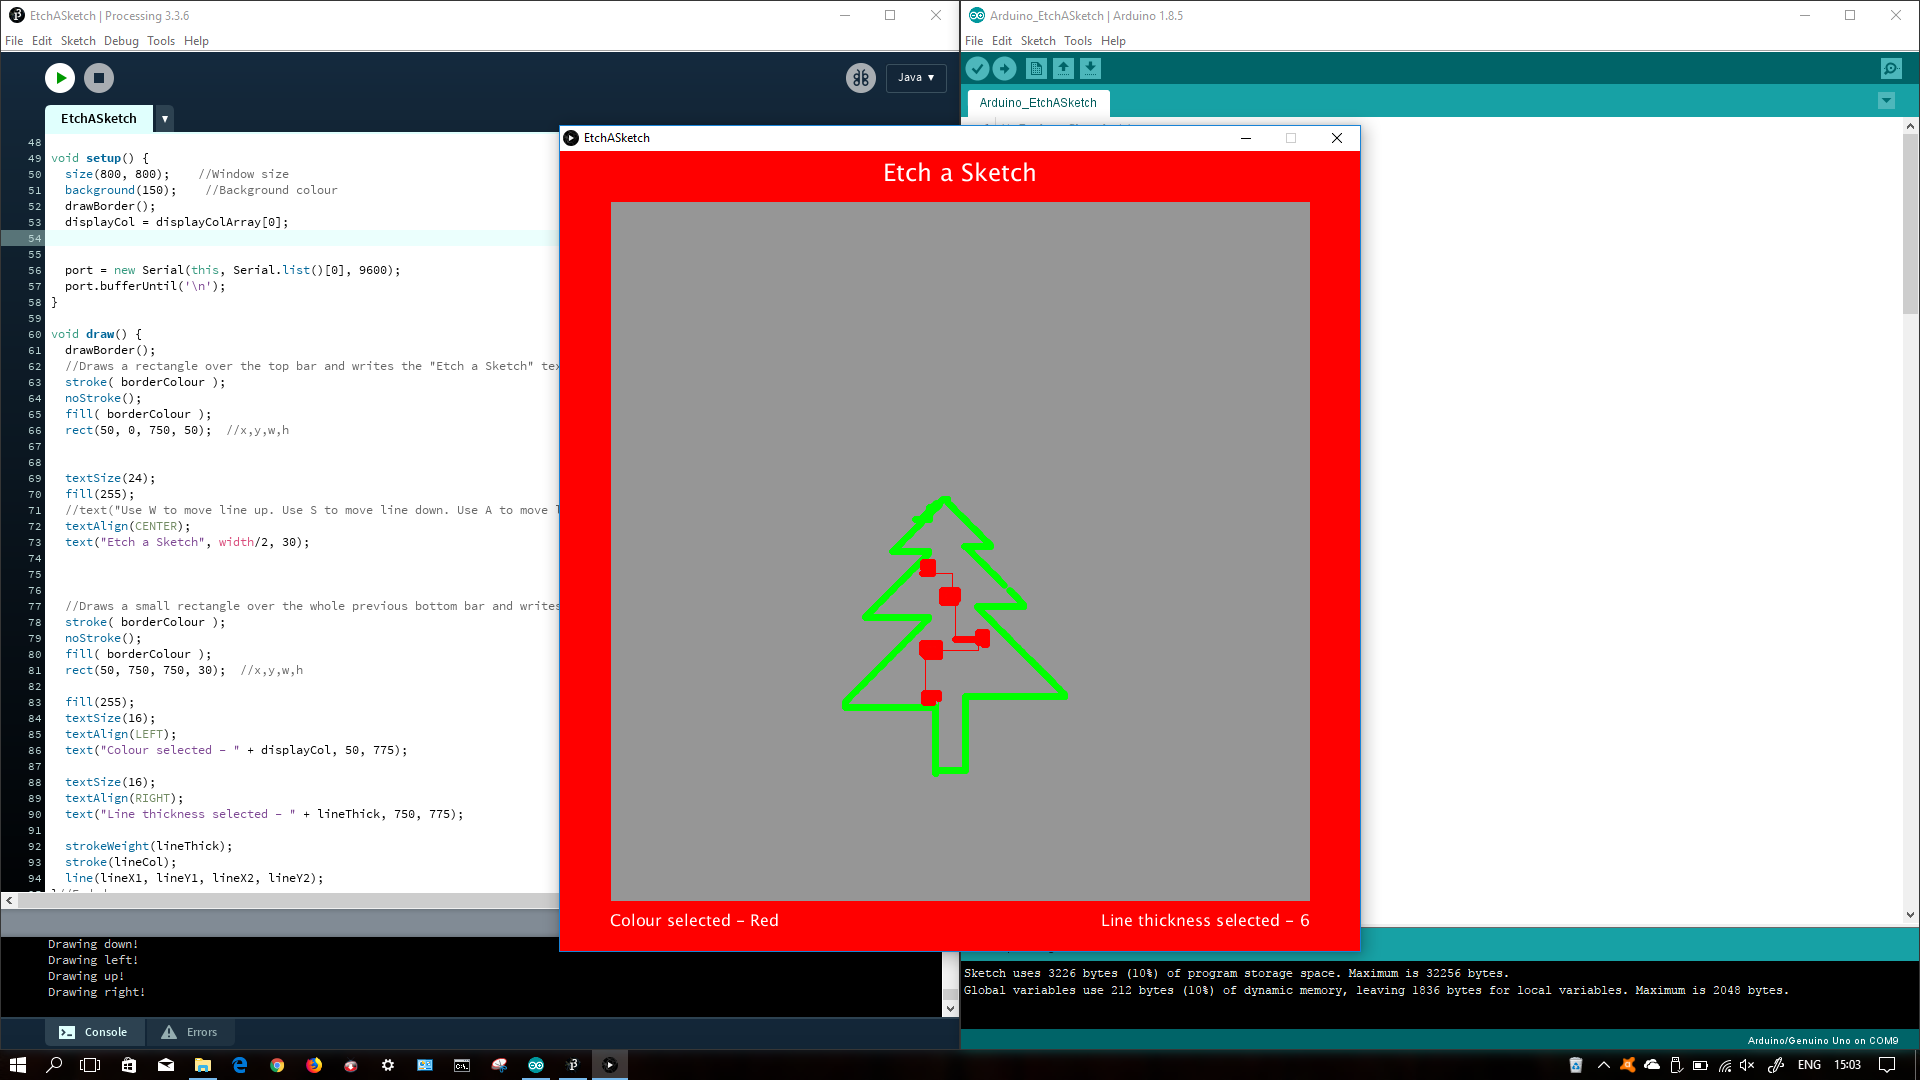 EtchASketch | Processing 3.3.6
File Edit Sketch Debug Tools Help
Java ▾
EtchASketch
48
49 void setup() {
50 size(800, 800); //Window size
51 background(150); //Background colour
52 drawBorder();
53 displayCol = displayColArray[0];
54
55
56 port = new Serial(this, Serial.list()[0], 9600);
57 port.bufferUntil('\n');
58 }
59
60 void draw() {
61 drawBorder();
62 //Draws a rectangle over the top bar and writes the "Etch a Sketch"
63 stroke( borderColour );
64 noStroke();
65 fill( borderColour );
66 rect(50, 0, 750, 50); //x,y,w,h
67
68
69 textSize(24);
70 fill(255);
71 //text("Use W to move line up. Use S to move line down. Use A to move
72 textAlign(CENTER);
73 text("Etch a Sketch", width/2, 30);
74
75
76
77 //Draws a small rectangle over the whole previous bottom bar and writes
78 stroke( borderColour );
79 noStroke();
80 fill( borderColour );
81 rect(50, 750, 750, 30); //x,y,w,h
82
83 fill(255);
84 textSize(16);
85 textAlign(LEFT);
86 text("Colour selected - " + displayCol, 50, 775);
87
88 textSize(16);
89 textAlign(RIGHT);
90 text("Line thickness selected - " + lineThick, 750, 775);
91
92 strokeWeight(lineThick);
93 stroke(lineCol);
94 line(lineX1, lineY1, lineX2, lineY2);
Drawing down!
Drawing left!
Drawing up!
Drawing right!
Console Errors
EtchASketch
Etch a Sketch
Colour selected - Red
Line thickness selected - 6
Arduino_EtchASketch | Arduino 1.8.5
File Edit Sketch Tools Help
Arduino_EtchASketch
Sketch uses 3226 bytes (10%) of program storage space. Maximum is 32256 bytes.
Global variables use 212 bytes (10%) of dynamic memory, leaving 1836 bytes for local variables. Maximum is 2048 bytes.
Arduino/Genuino Uno on COM9
ENG 15:03